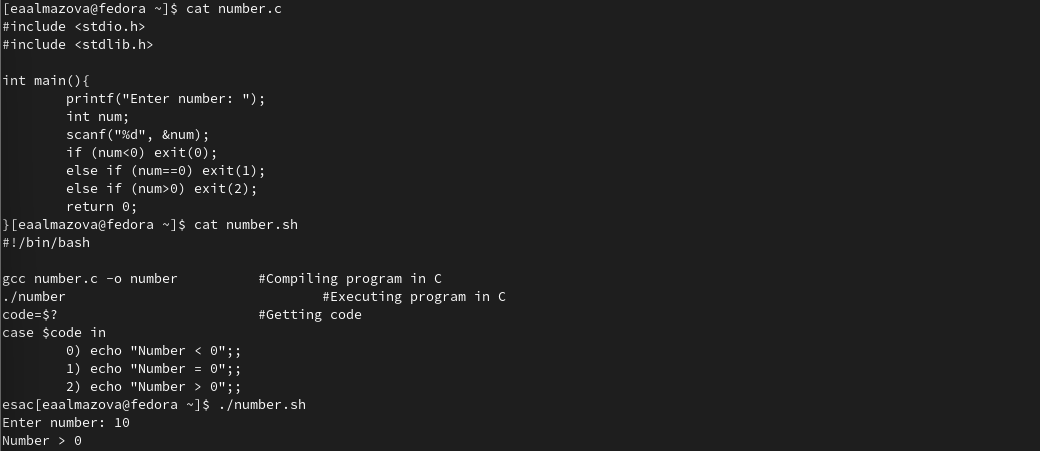 [eaalmazova@fedora ~]$ cat number.c
#include <stdio.h>
#include <stdlib.h>

int main(){
        printf("Enter number: ");
        int num;
        scanf("%d", &num);
        if (num<0) exit(0);
        else if (num==0) exit(1);
        else if (num>0) exit(2);
        return 0;
}[eaalmazova@fedora ~]$ cat number.sh
#!/bin/bash

gcc number.c -o number          #Compiling program in C
./number                                #Executing program in C
code=$?                         #Getting code
case $code in
        0) echo "Number < 0";;
        1) echo "Number = 0";;
        2) echo "Number > 0";;
esac[eaalmazova@fedora ~]$ ./number.sh
Enter number: 10
Number > 0